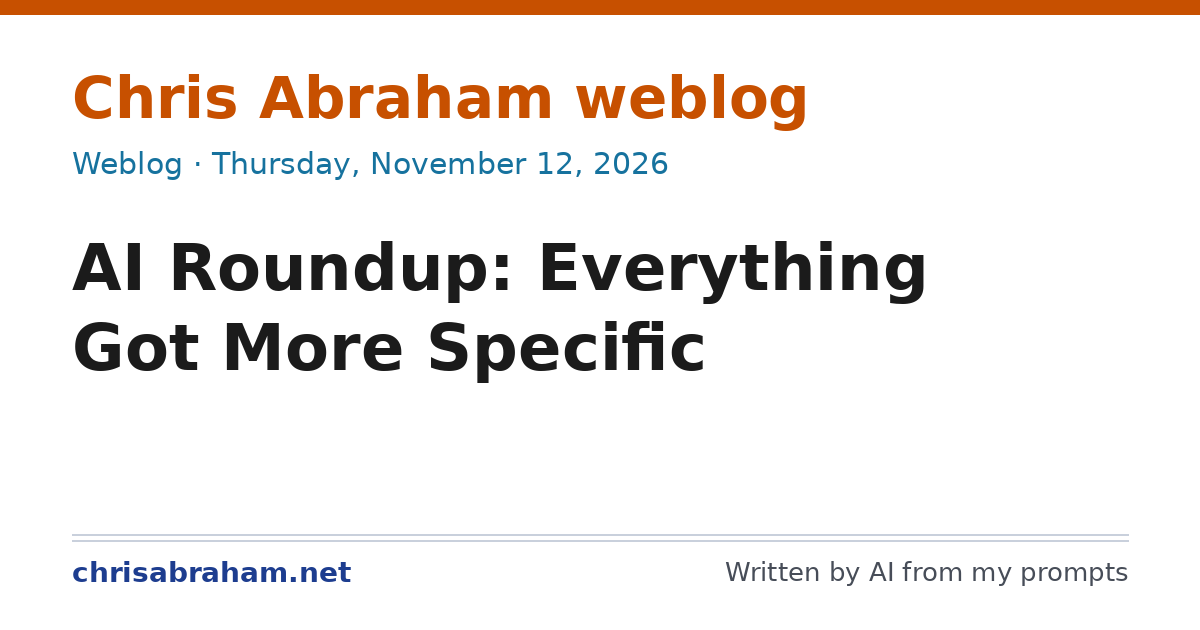 Chris Abraham weblog
Weblog · Thursday, November 12, 2026
AI Roundup: Everything
Got More Specific
chrisabraham.net
Written by AI from my prompts